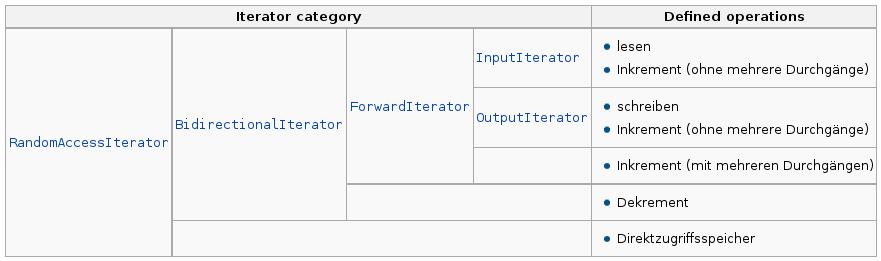 Iterator category
Defined operations
RandomAccessIterator
BidirectionalIterator
ForwardIterator
InputIterator
lesen
Inkrement (ohne mehrere Durchgänge)
OutputIterator
schreiben
Inkrement (ohne mehrere Durchgänge)
Inkrement (mit mehreren Durchgängen)
Dekrement
Direktzugriffsspeicher